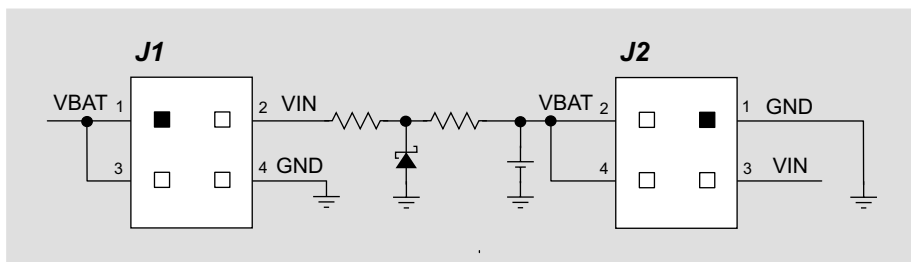 J1 J2
VBAT 1 2 VIN VBAT 2 1 GND
3 4 GND 4 3 VIN